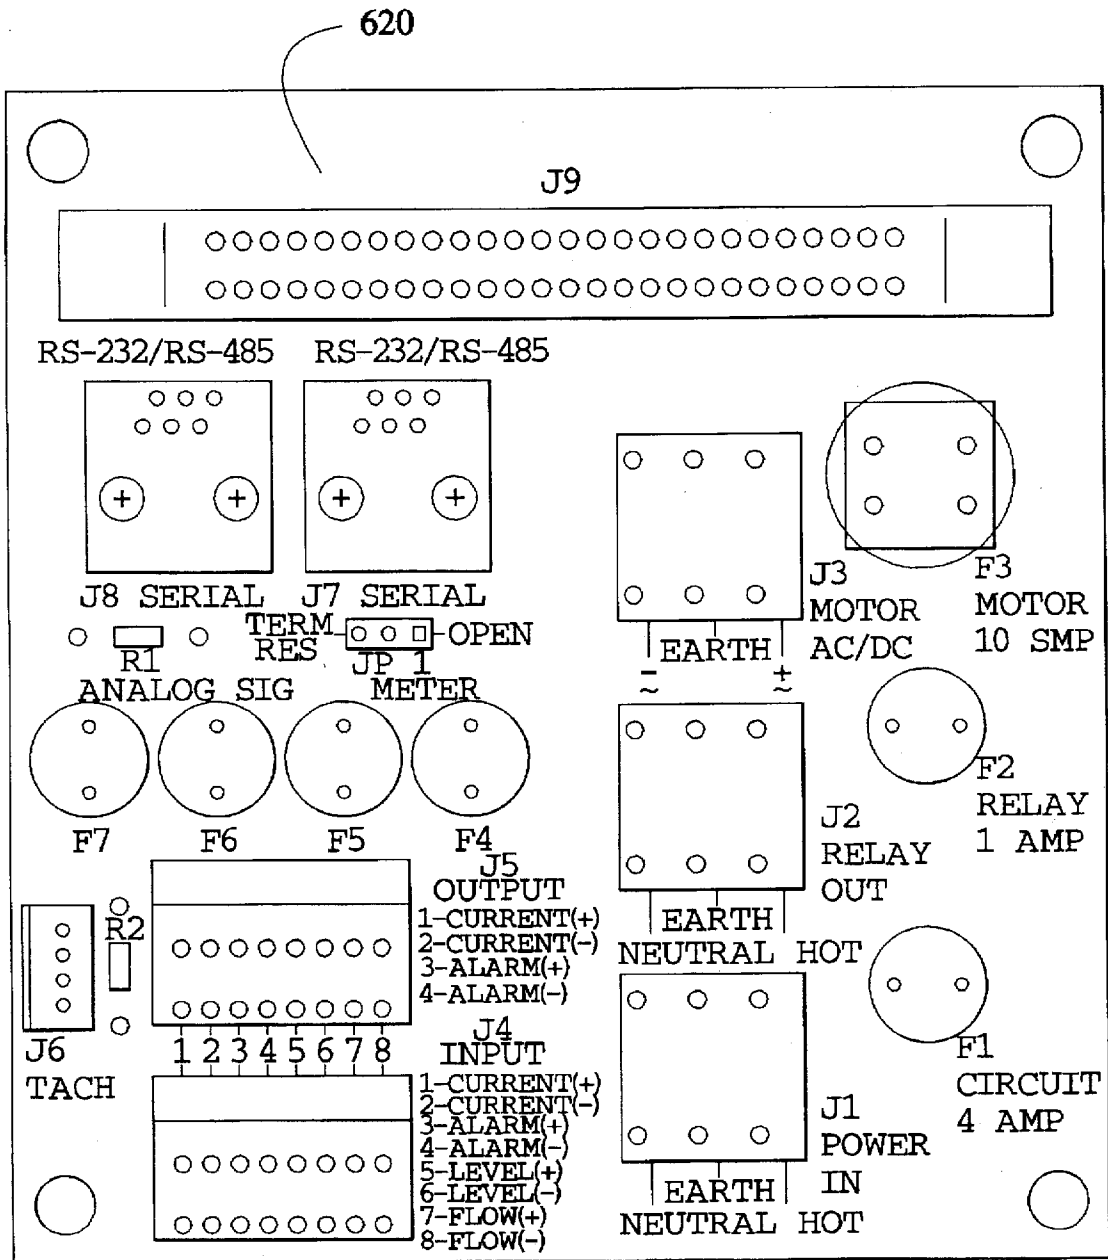 620
J9
RS-232/RS-485
RS-232/RS-485
J8 SERIAL
J7 SERIAL
TERM
RES
OPEN
JP 1
R1
ANALOG SIG
METER
F7
F6
F5
F4
J3
MOTOR
AC/DC
F3
MOTOR
10 SMP
- EARTH +
~ ~
F2
RELAY
1 AMP
J2
RELAY
OUT
EARTH
NEUTRAL HOT
J5
OUTPUT
1-CURRENT(+)
2-CURRENT(-)
3-ALARM(+)
4-ALARM(-)
R2
J6
TACH
1 2 3 4 5 6 7 8
J4
INPUT
1-CURRENT(+)
2-CURRENT(-)
3-ALARM(+)
4-ALARM(-)
5-LEVEL(+)
6-LEVEL(-)
7-FLOW(+)
8-FLOW(-)
F1
CIRCUIT
4 AMP
J1
POWER
IN
EARTH
NEUTRAL HOT